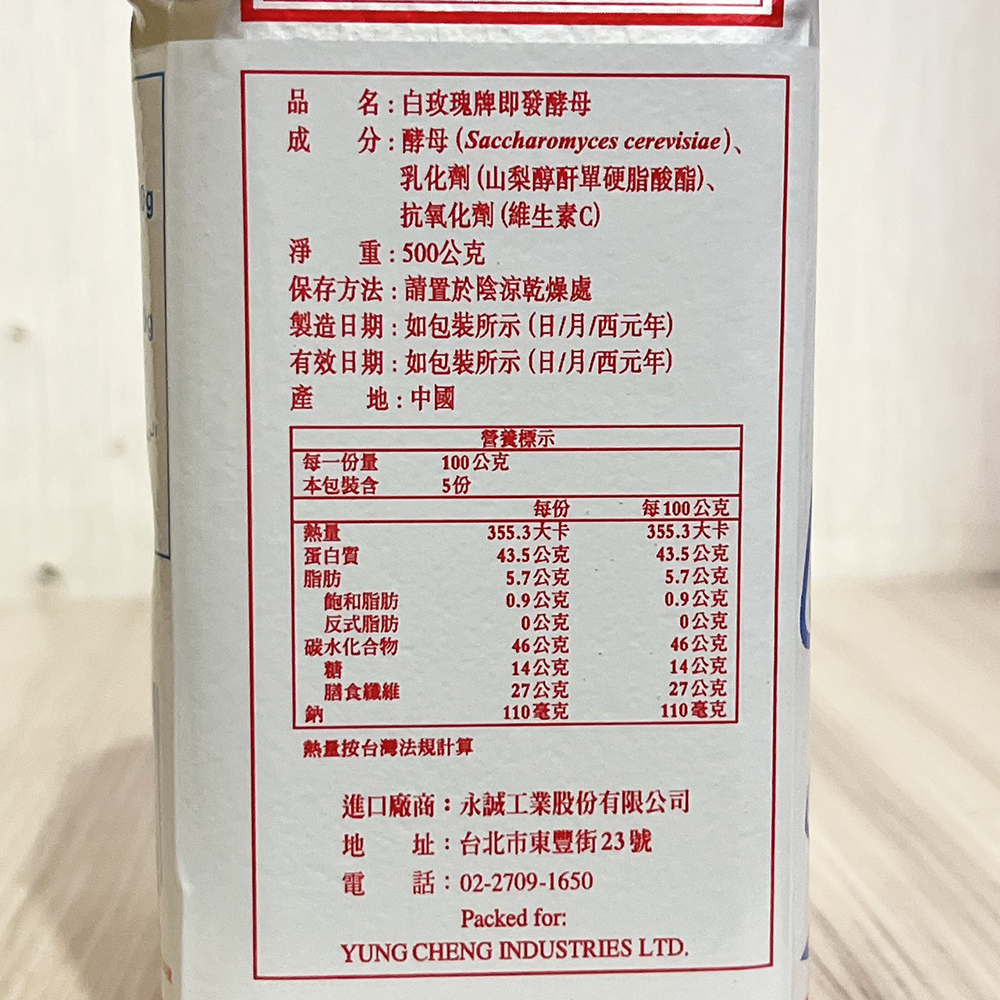 品 名:白玫瑰牌即發酵母
成 分:酵母(Saccharomyces cerevisiae)、
乳化劑(山梨醇酐單硬脂酸酯)、
抗氧化劑(維生素C)
淨 重:500公克
保存方法:請置於陰涼乾燥處
製造日期:如包裝所示(日/月/西元年)
有效日期:如包裝所示(日/月/西元年)
產 地:中國
營養標示
每一份量 100公克
本包裝含 5份
每份 每100公克
熱量 355.3大卡 355.3大卡
蛋白質 43.5公克 43.5公克
脂肪 5.7公克 5.7公克
飽和脂肪 0.9公克 0.9公克
反式脂肪 0公克 0公克
碳水化合物 46公克 46公克
糖 14公克 14公克
膳食纖維 27公克 27公克
鈉 110毫克 110毫克
熱量按台灣法規計算
進口廠商:永誠工業股份有限公司
地 址:台北市東豐街23號
電 話:02-2709-1650
Packed for:
YUNG CHENG INDUSTRIES LTD.